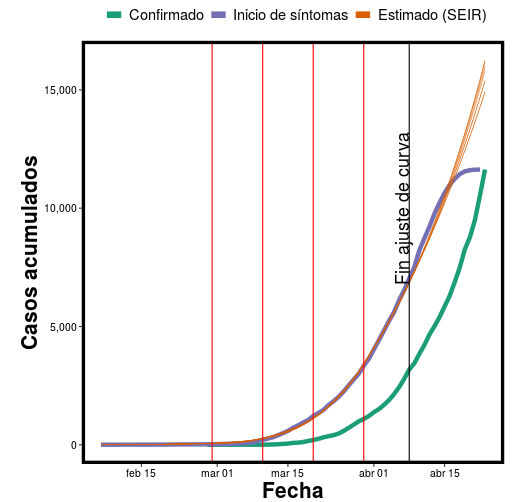 Confirmado Inicio de síntomas Estimado (SEIR)
Casos acumulados
15,000
10,000
5,000
0
Fin ajuste de curva
feb 15 mar 01 mar 15 abr 01 abr 15
Fecha